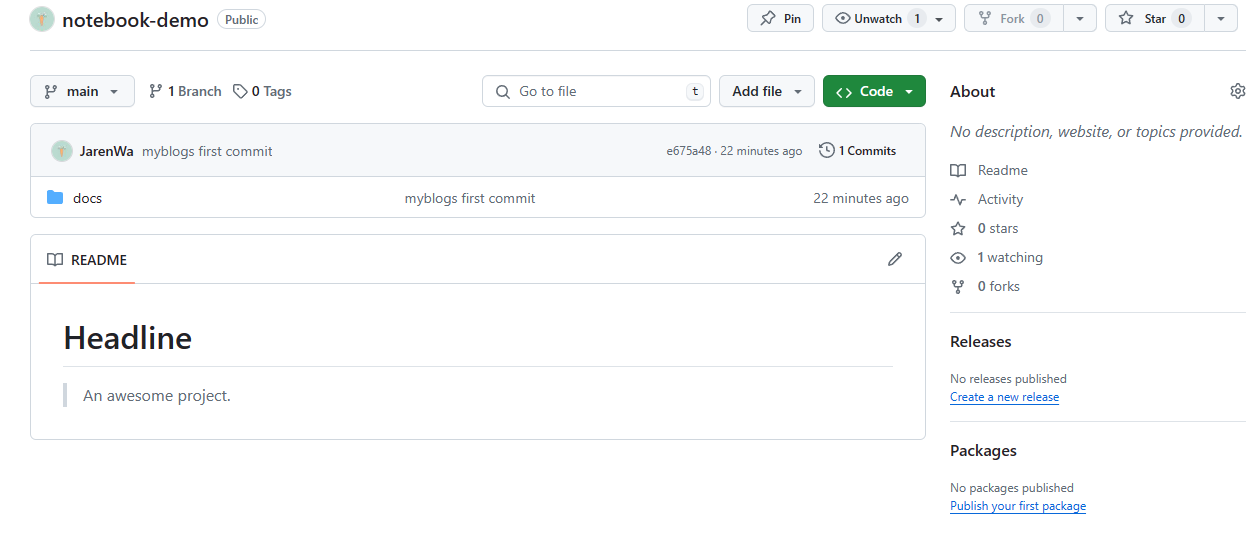 notebook-demo Public Pin Unwatch 1 Fork 0 Star 0
main 1 Branch 0 Tags Go to file t Add file Code
JarenWa myblogs first commit e675a48 · 22 minutes ago 1 Commits
docs myblogs first commit 22 minutes ago
README
Headline
An awesome project.
About
No description, website, or topics provided.
Readme
Activity
0 stars
1 watching
0 forks
Releases
No releases published
Create a new release
Packages
No packages published
Publish your first package